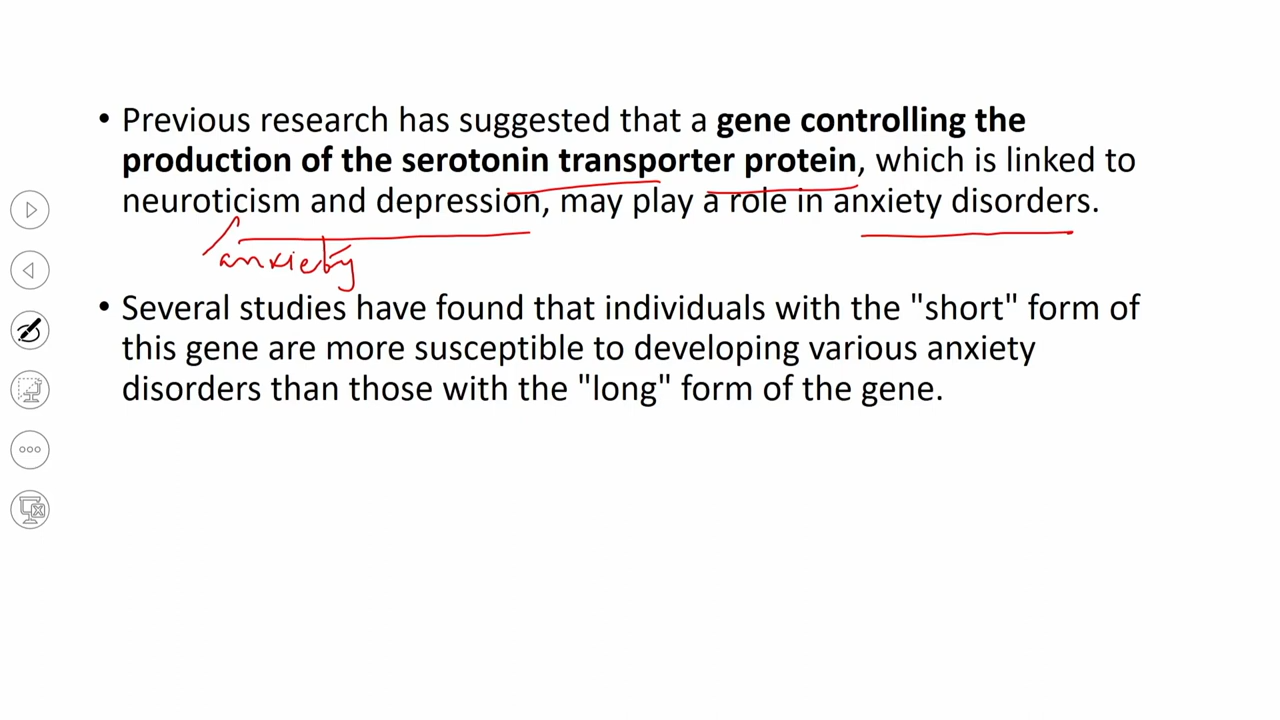 • Previous research has suggested that a gene controlling the
production of the serotonin transporter protein, which is linked to
neuroticism and depression, may play a role in anxiety disorders.
anxiety
• Several studies have found that individuals with the "short" form of
this gene are more susceptible to developing various anxiety
disorders than those with the "long" form of the gene.